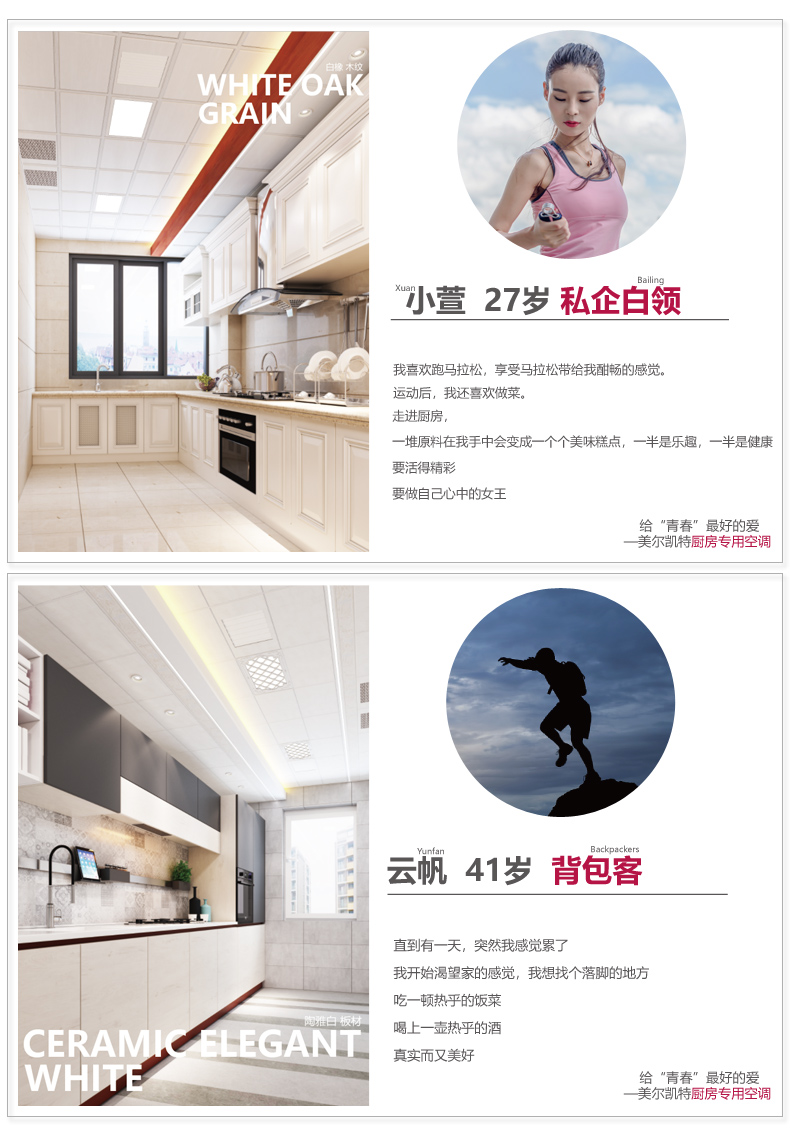 白橡 木纹
WHITE OAK
GRAIN
Xuan
Bailing
小萱 27岁 私企白领
我喜欢跑马拉松，享受马拉松带给我酣畅的感觉。
运动后，我还喜欢做菜。
走进厨房，
一堆原料在我手中会变成一个个美味糕点，一半是乐趣，一半是健康
要活得精彩
要做自己心中的女王
给“青春”最好的爱
—美尔凯特厨房专用空调
陶雅白 板材
CERAMIC ELEGANT
WHITE
Yunfan
Backpackers
云帆 41岁 背包客
直到有一天，突然我感觉累了
我开始渴望家的感觉，我想找个落脚的地方
吃一顿热乎的饭菜
喝上一壶热乎的酒
真实而又美好
给“青春”最好的爱
—美尔凯特厨房专用空调